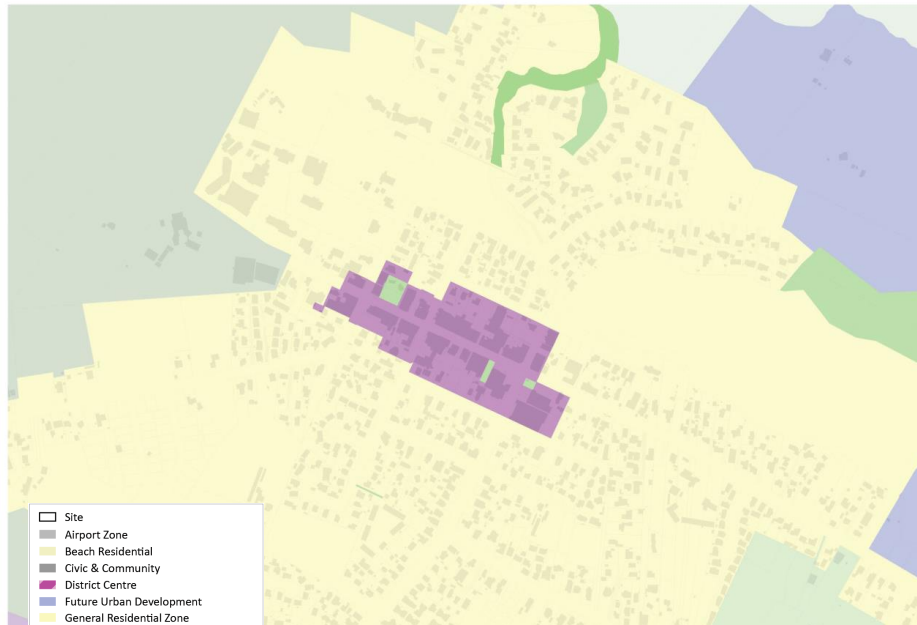 Site
Airport Zone
Beach Residential
Civic & Community
District Centre
Future Urban Development
General Residential Zone